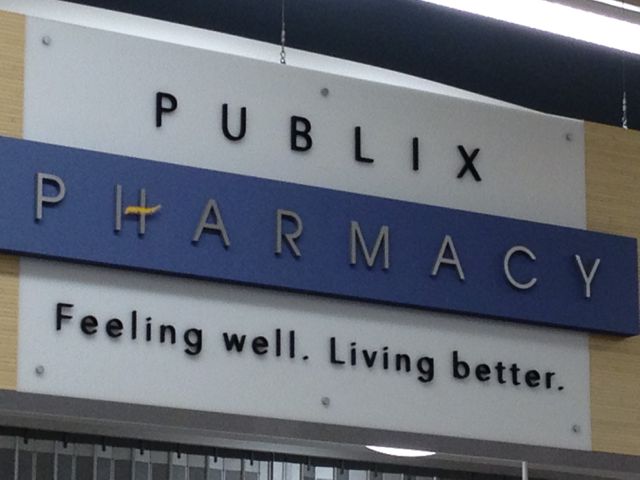 PUBLIX
PHARMACY
Feeling well. Living better.